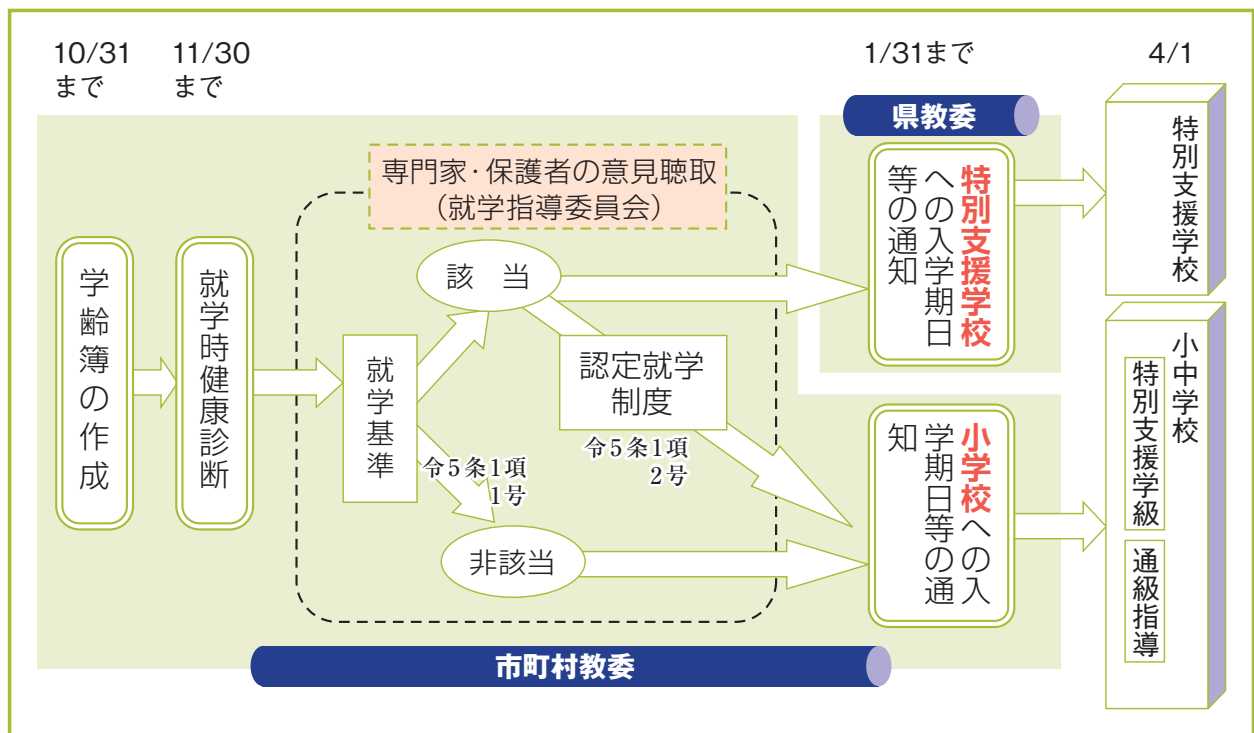 10/31
まで
11/30
まで
1/31まで
4/1
県教委
専門家・保護者の意見聴取
（就学指導委員会）
学齢簿の作成
就学時健康診断
就学基準
該　当
非該当
認定就学
制度
令5条1項
1号
令5条1項
2号
特別支援学校
への入学期日
等の通知
小学校への入
学期日等の通
知
特別支援学校
小中学校
特別支援学級
通級指導
市町村教委